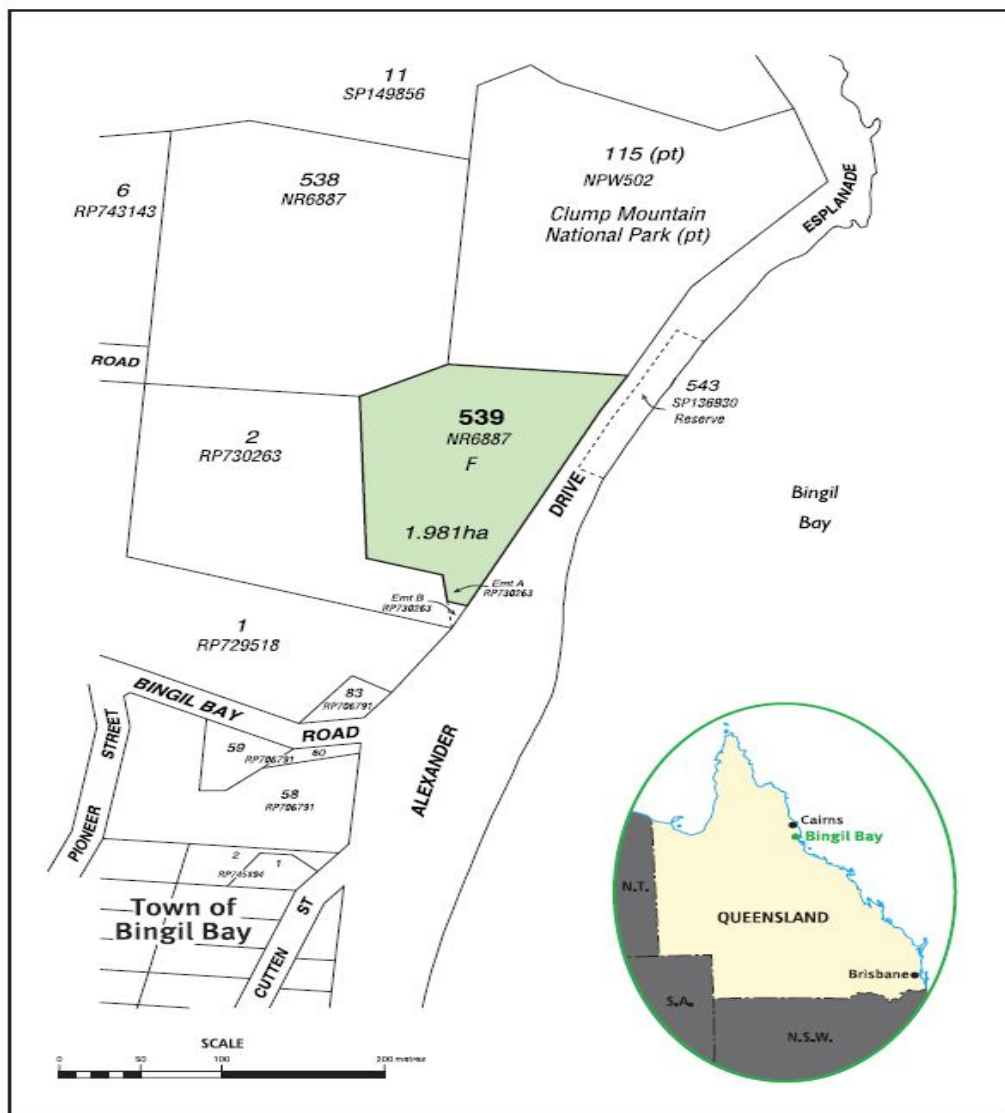 11
SP149856
115 (pt)
NPW502
Clump Mountain
National Park (pt)
ESPLANADE
6
RP743143
538
NR6887
ROAD
2
RP730263
539
NR6887
F
1.981ha
543
SP136930
Reserve
DRIVE
Bingil
Bay
Emt A
RP730263
Emt B
RP730263
1
RP729518
BINGIL BAY
ROAD
83
RP706791
STREET
PIONEER
59
RP706791
60
58
RP706791
ALEXANDER
2
1
RP745894
Town of
Bingil Bay
ST
CUTTEN
Cairns
Bingil Bay
N.T.
QUEENSLAND
Brisbane
S.A.
N.S.W.
SCALE
0 50 100 200 metres